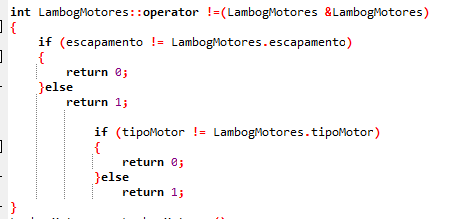 int LambogMotores::operator !=(LambogMotores &LambogMotores)
{
if (escapamento != LambogMotores.escapamento)
{
return 0;
}else
return 1;
if (tipoMotor != LambogMotores.tipoMotor)
{
return 0;
}else
return 1;
}